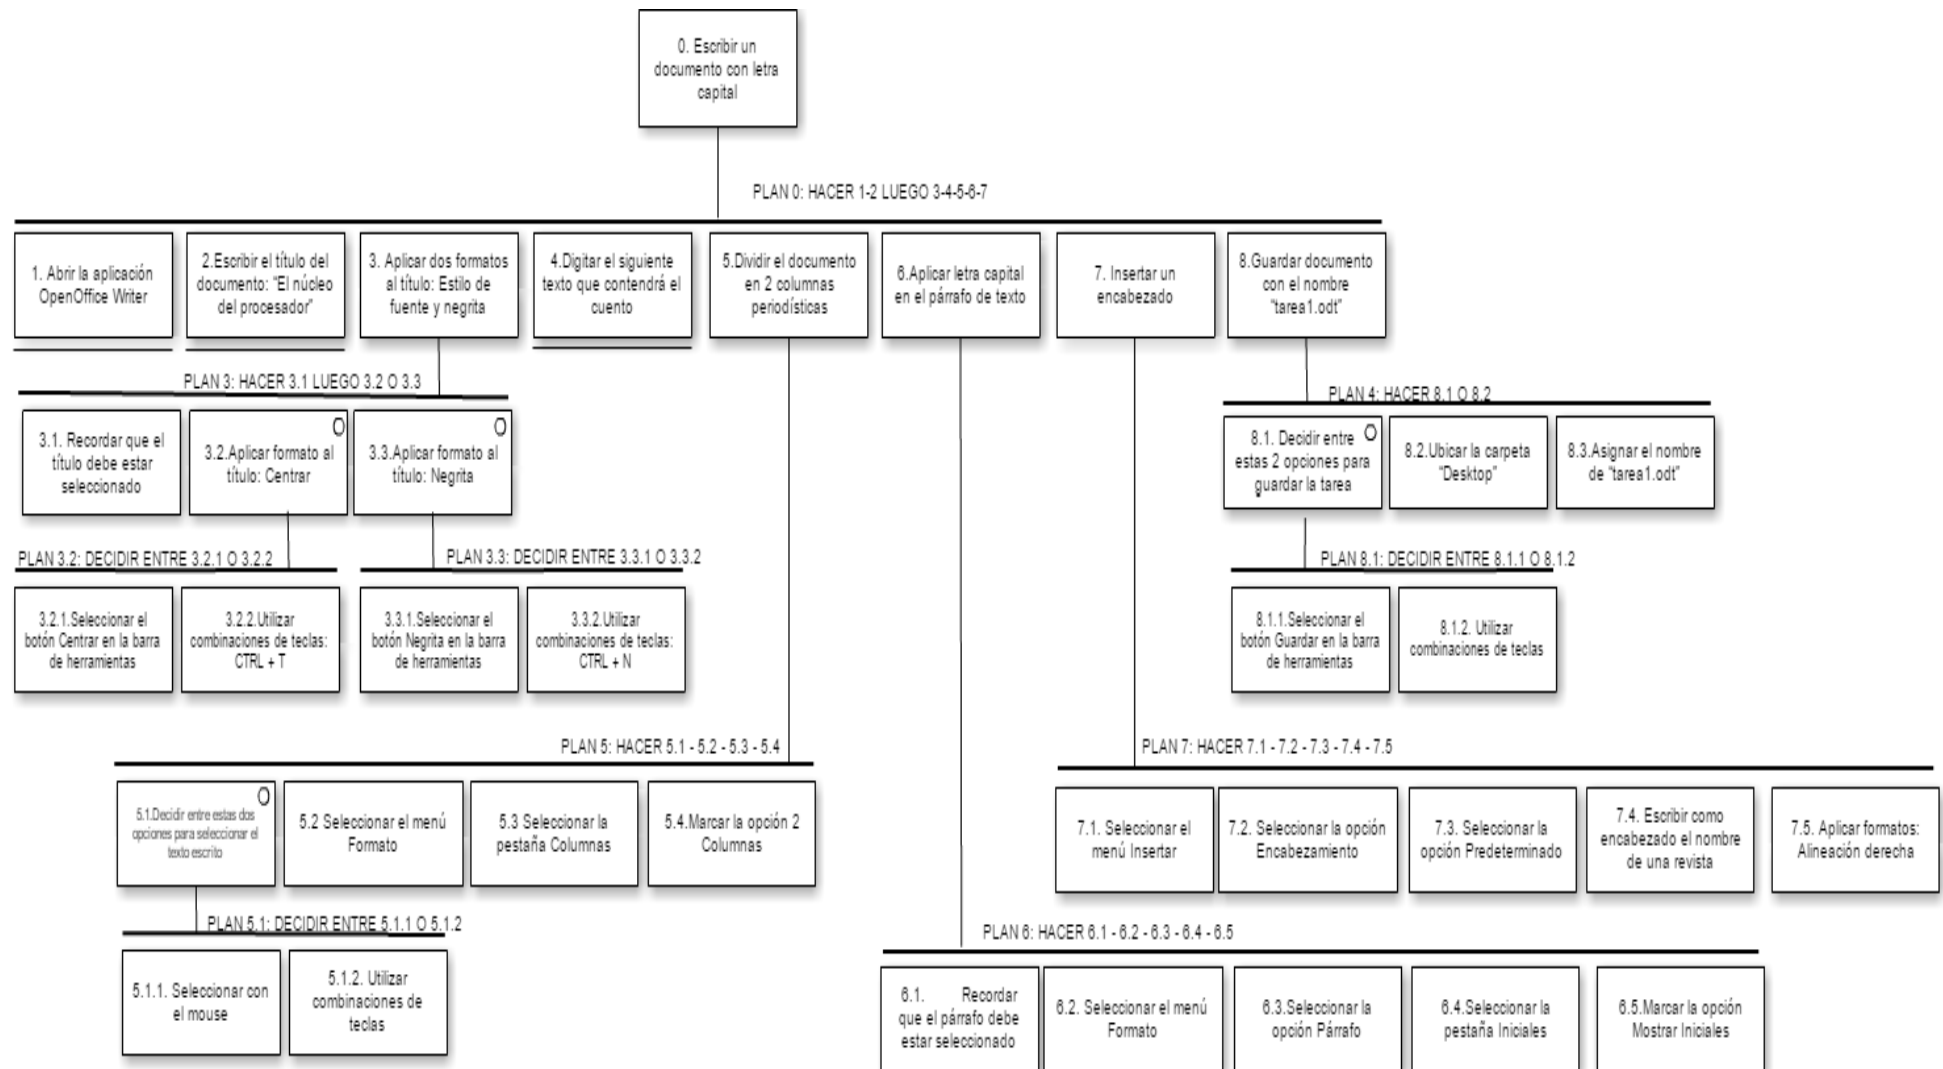 0. Escribir un
documento con letra
capital
PLAN 0: HACER 1-2 LUEGO 3-4-5-6-7
1. Abrir la aplicación
OpenOffice Writer
2.Escribir el título del
documento: “El núcleo
del procesador”
3. Aplicar dos formatos
al título: Estilo de
fuente y negrita
4.Digitar el siguiente
texto que contendrá el
cuento
5.Dividir el documento
en 2 columnas
periodísticas
6.Aplicar letra capital
en el párrafo de texto
7. Insertar un
encabezado
8.Guardar documento
con el nombre
“tarea1.odt”
PLAN 3: HACER 3.1 LUEGO 3.2 O 3.3
3.1. Recordar que el
título debe estar
seleccionado
3.2.Aplicar formato al
título: Centrar
3.3.Aplicar formato al
título: Negrita
PLAN 4: HACER 8.1 O 8.2
8.1. Decidir entre
estas 2 opciones para
guardar la tarea
8.2.Ubicar la carpeta
“Desktop”
8.3.Asignar el nombre
de “tarea1.odt”
PLAN 3.2: DECIDIR ENTRE 3.2.1 O 3.2.2
3.2.1.Seleccionar el
botón Centrar en la barra
de herramientas
3.2.2.Utilizar
combinaciones de teclas:
CTRL + T
PLAN 3.3: DECIDIR ENTRE 3.3.1 O 3.3.2
3.3.1.Seleccionar el
botón Negrita en la barra
de herramientas
3.3.2.Utilizar
combinaciones de teclas:
CTRL + N
PLAN 8.1: DECIDIR ENTRE 8.1.1 O 8.1.2
8.1.1.Seleccionar el
botón Guardar en la barra
de herramientas
8.1.2. Utilizar
combinaciones de teclas
PLAN 5: HACER 5.1 - 5.2 - 5.3 - 5.4
5.1.Decidir entre estas dos
opciones para seleccionar el
texto escrito
5.2 Seleccionar el menú
Formato
5.3 Seleccionar la
pestaña Columnas
5.4.Marcar la opción 2
Columnas
PLAN 7: HACER 7.1 - 7.2 - 7.3 - 7.4 - 7.5
7.1. Seleccionar el
menú Insertar
7.2. Seleccionar la opción
Encabezamiento
7.3. Seleccionar la
opción Predeterminado
7.4. Escribir como
encabezado el nombre
de una revista
7.5. Aplicar formatos:
Alineación derecha
PLAN 5.1: DECIDIR ENTRE 5.1.1 O 5.1.2
5.1.1. Seleccionar con
el mouse
5.1.2. Utilizar
combinaciones de
teclas
PLAN 6: HACER 6.1 - 6.2 - 6.3 - 6.4 - 6.5
6.1. Recordar
que el párrafo debe
estar seleccionado
6.2. Seleccionar el menú
Formato
6.3.Seleccionar la
opción Párrafo
6.4.Seleccionar la
pestaña Iniciales
6.5.Marcar la opción
Mostrar Iniciales